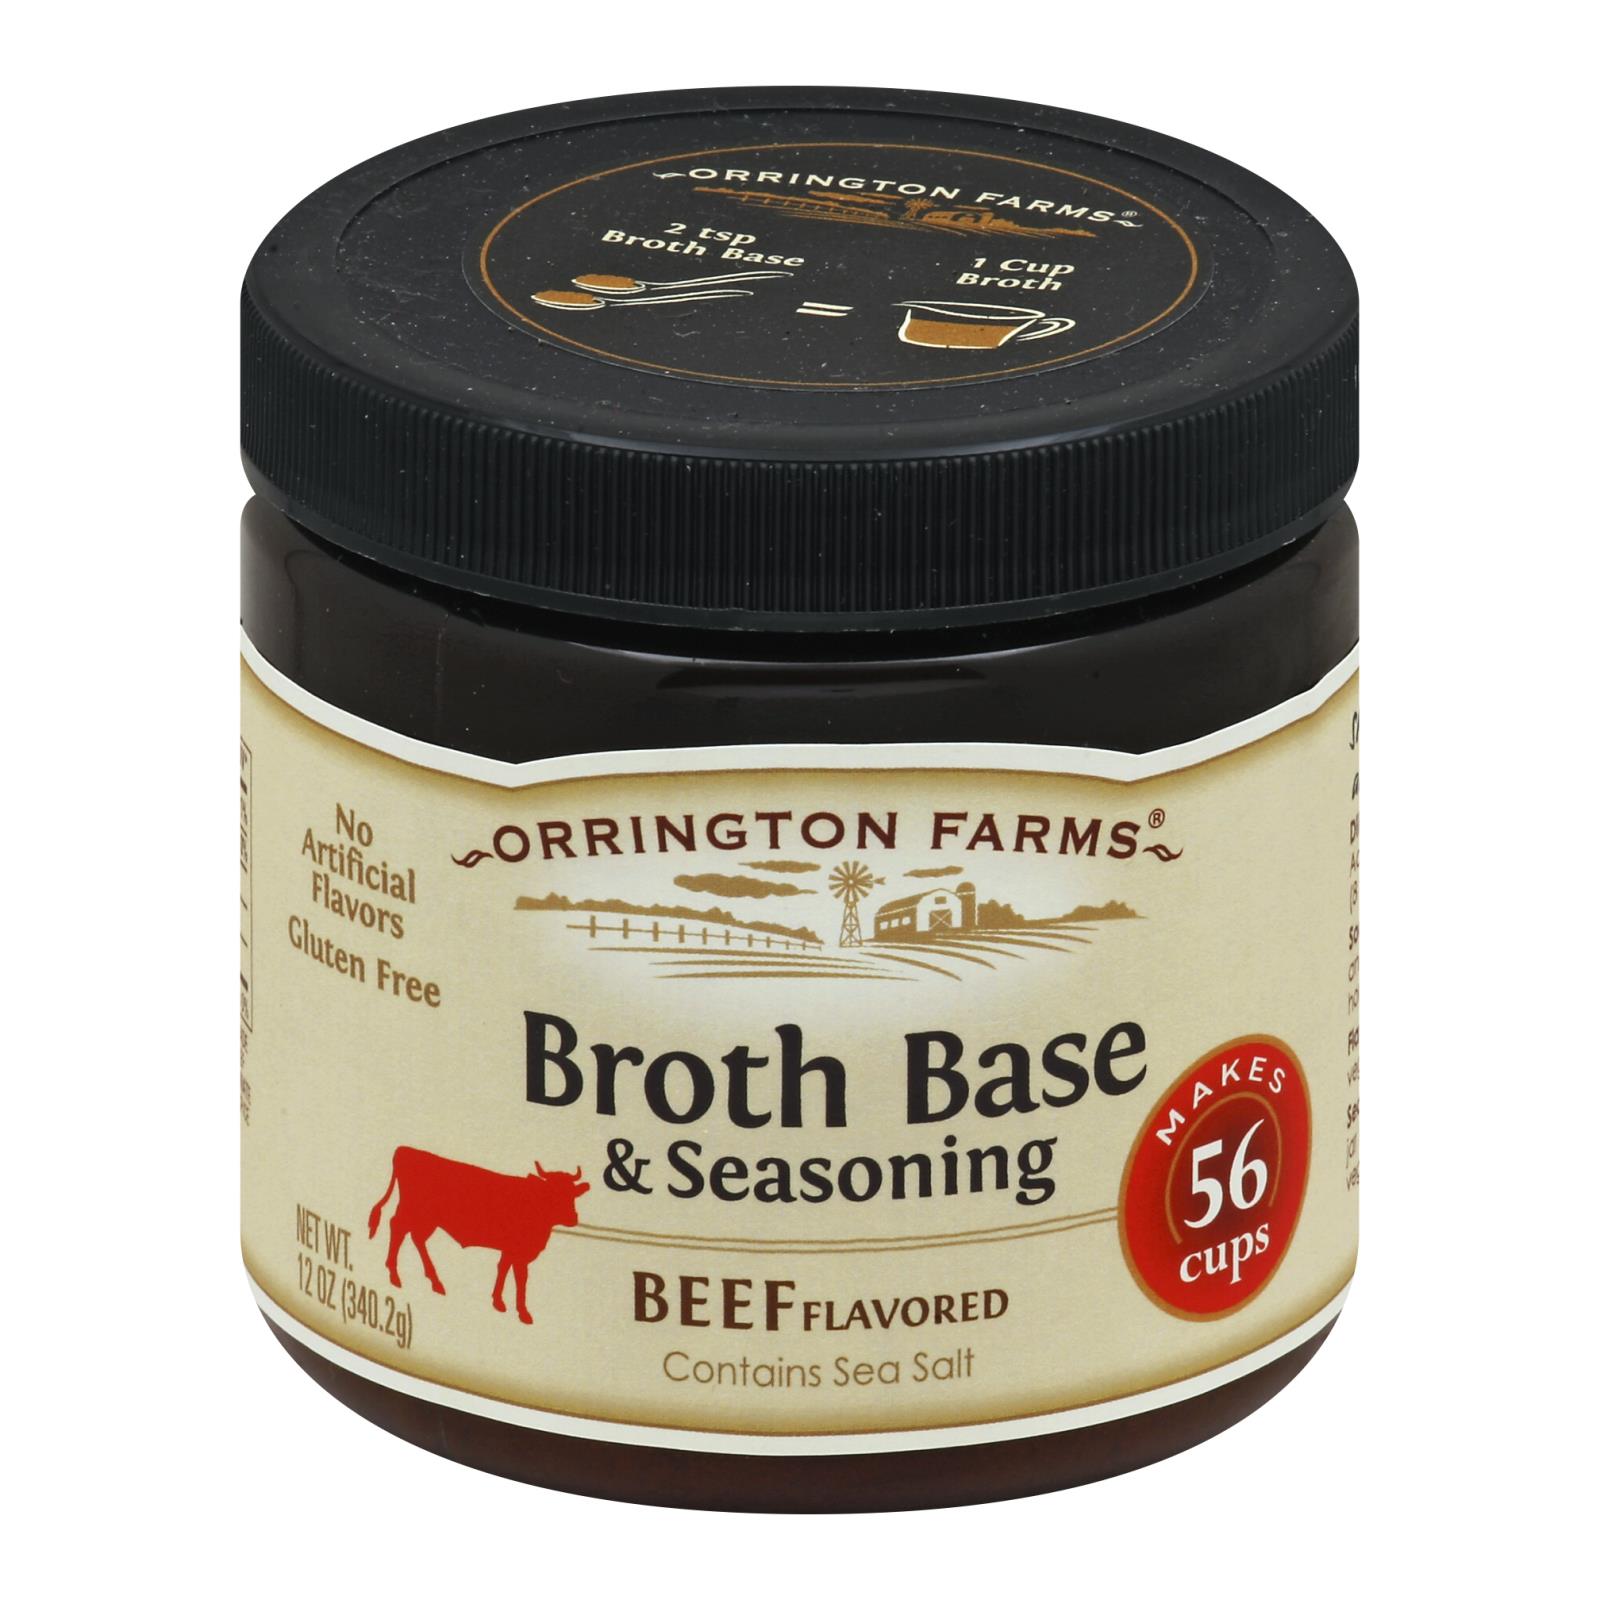 ORRINGTON FARMS®
2 tsp
Broth Base
=
1 Cup
Broth
No
Artificial
Flavors
Gluten Free
ORRINGTON FARMS®
Broth Base
& Seasoning
MAKES
56
cups
NET WT.
12 OZ (340.2g)
BEEF FLAVORED
Contains Sea Salt